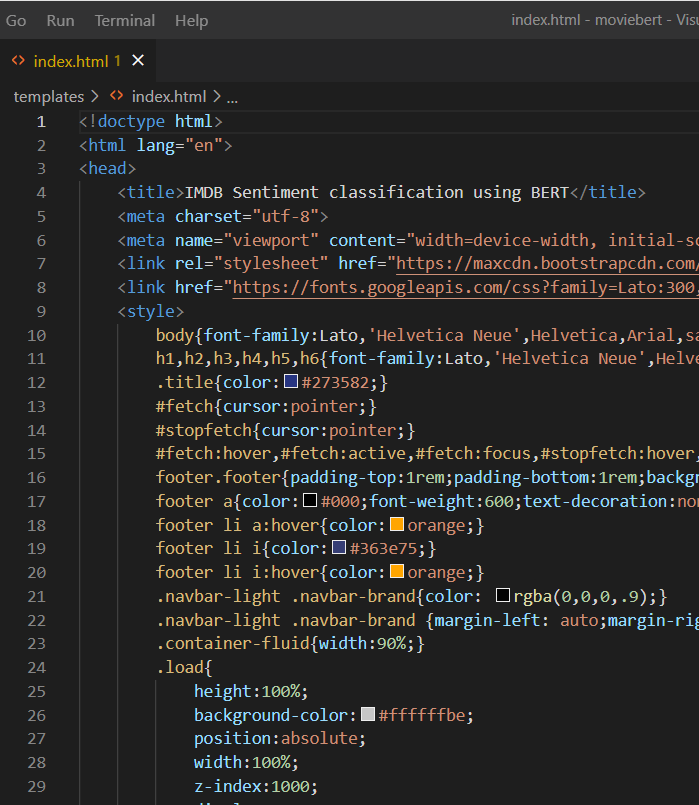 Go Run Terminal Help index.html - moviebert - Visu
index.html 1
templates > index.html > ...
1 <!doctype html>
2 <html lang="en">
3 <head>
4 <title>IMDB Sentiment classification using BERT</title>
5 <meta charset="utf-8">
6 <meta name="viewport" content="width=device-width, initial-sc
7 <link rel="stylesheet" href="https://maxcdn.bootstrapcdn.com/
8 <link href="https://fonts.googleapis.com/css?family=Lato:300,
9 <style>
10 body{font-family:Lato,'Helvetica Neue',Helvetica,Arial,sa
11 h1,h2,h3,h4,h5,h6{font-family:Lato,'Helvetica Neue',Helve
12 .title{color:#273582;}
13 #fetch{cursor:pointer;}
14 #stopfetch{cursor:pointer;}
15 #fetch:hover,#fetch:active,#fetch:focus,#stopfetch:hover,
16 footer.footer{padding-top:1rem;padding-bottom:1rem;backgr
17 footer a{color:#000;font-weight:600;text-decoration:non
18 footer li a:hover{color:orange;}
19 footer li i{color:#363e75;}
20 footer li i:hover{color:orange;}
21 .navbar-light .navbar-brand{color: rgba(0,0,0,.9);}
22 .navbar-light .navbar-brand {margin-left: auto;margin-rig
23 .container-fluid{width:90%;}
24 .load{
25 height:100%;
26 background-color:#ffffffbe;
27 position:absolute;
28 width:100%;
29 z-index:1000;